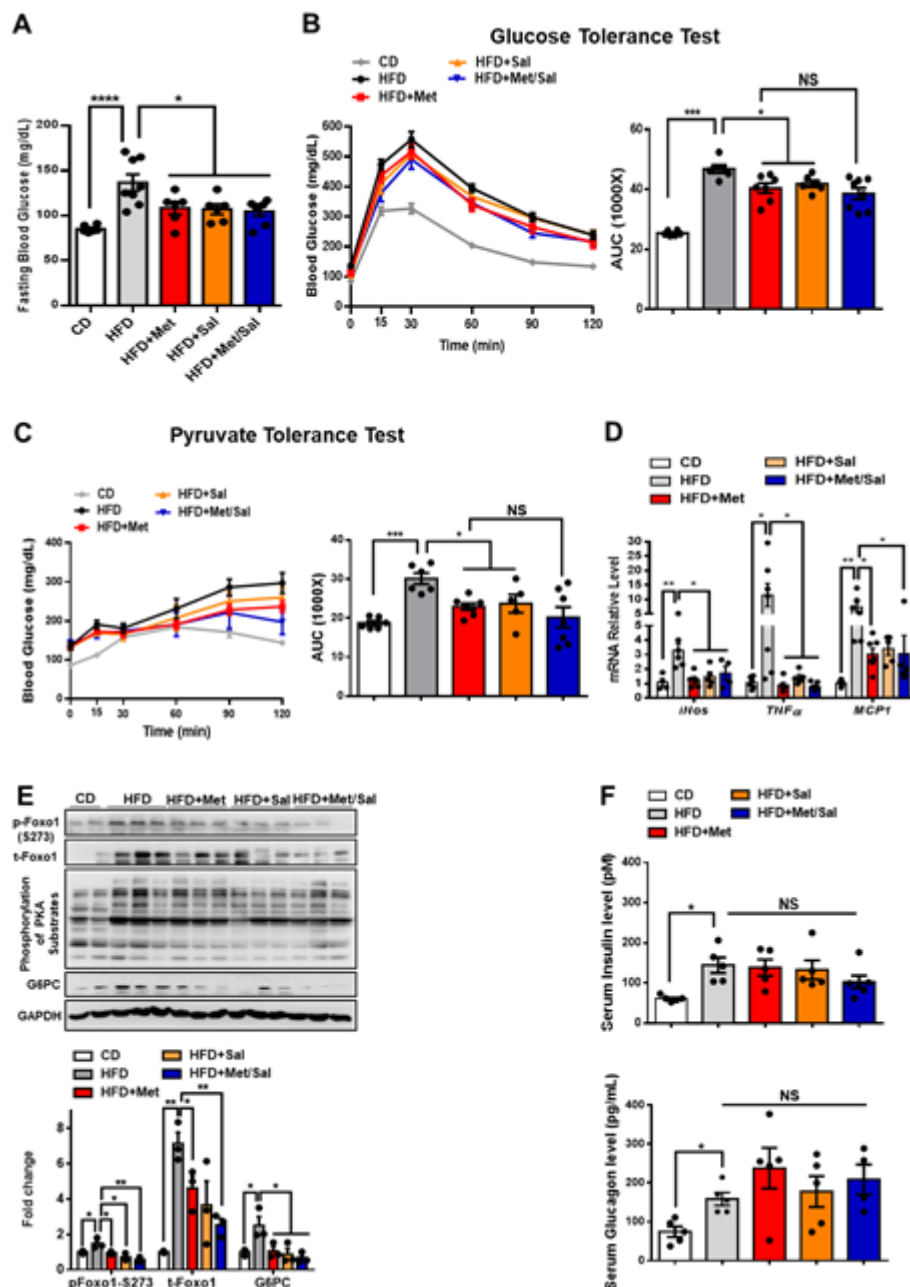 A
**** *
Fasting Blood Glucose (mg/dL)
200
150
100
50
0
CD
HFD
HFD+Met
HFD+Sal
HFD+Met/Sal
B
Glucose Tolerance Test
CD
HFD
HFD+Met
HFD+Sal
HFD+Met/Sal
Blood Glucose (mg/dL)
600
500
400
300
200
100
0
0 15 30 60 90 120
Time (min)
NS
*** *
AUC (1000X)
60
40
20
0
C
Pyruvate Tolerance Test
CD
HFD
HFD+Met
HFD+Sal
HFD+Met/Sal
Blood Glucose (mg/dL)
400
300
200
100
0
0 15 30 60 90 120
Time (min)
NS
*** *
AUC (1000X)
40
30
20
10
0
D
CD
HFD
HFD+Met
HFD+Sal
HFD+Met/Sal
mRNA Relative Level
30
25
20
15
10
5
4
3
2
1
0
** *
* *
** * *
iNos TNFα MCP1
E
CD HFD HFD+Met HFD+Sal HFD+Met/Sal
p-Foxo1
(S273)
t-Foxo1
Phosphorylation
of PKA
Substrates
G6PC
GAPDH
CD
HFD
HFD+Met
HFD+Sal
HFD+Met/Sal
Fold change
8
6
4
2
0
**
*
* *
**
** *
* *
pFoxo1-S273 t-Foxo1 G6PC
F
CD
HFD
HFD+Met
HFD+Sal
HFD+Met/Sal
Serum Insulin level (pM)
400
300
200
100
0
* NS
Serum Glucagon level (pg/mL)
400
300
200
100
0
* NS